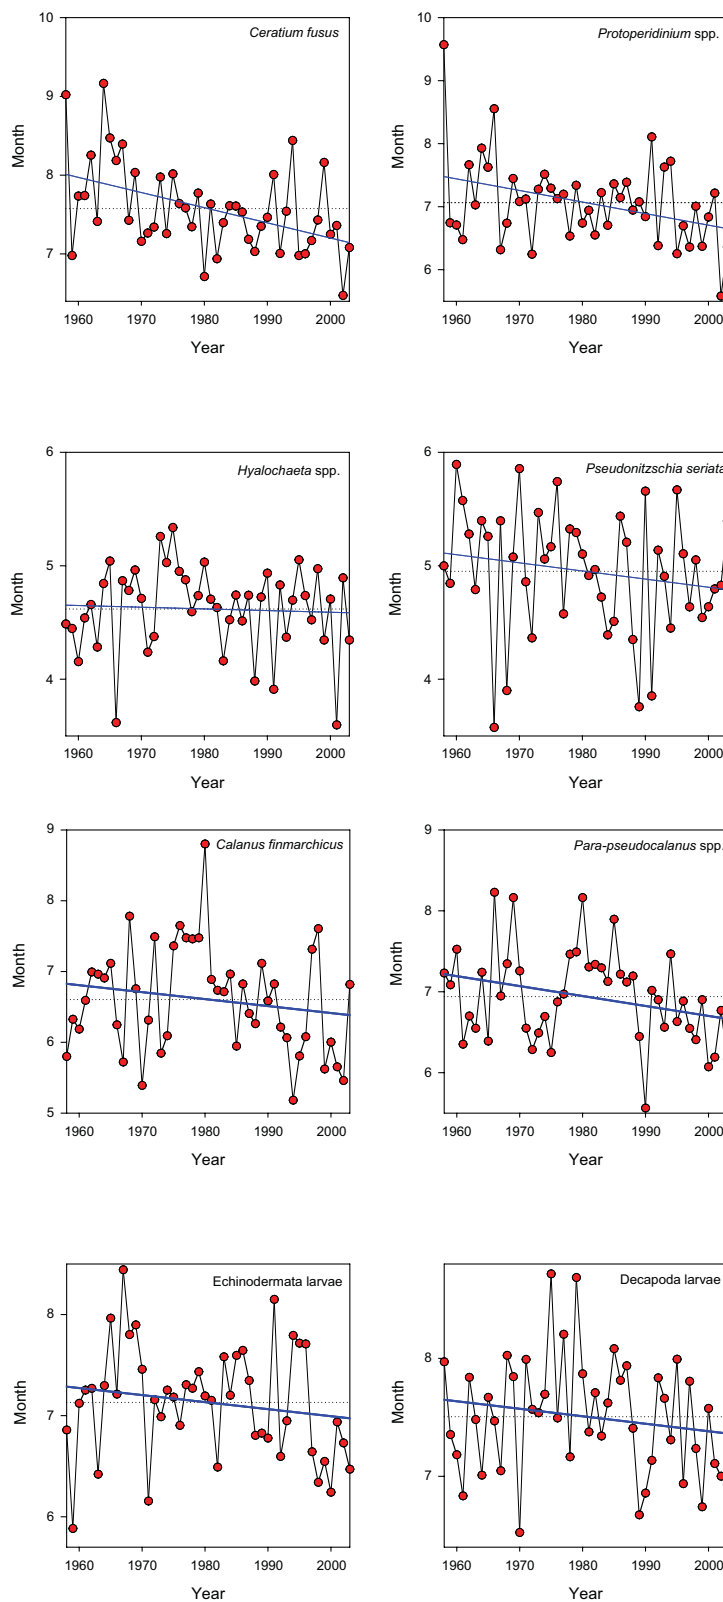 Ceratium fusus
10
9
8
7
Month
1960 1970 1980 1990 2000
Year
Protoperidinium spp.
10
9
8
7
6
Month
1960 1970 1980 1990 2000
Year
Hyalochaeta spp.
6
5
4
Month
1960 1970 1980 1990 2000
Year
Pseudonitzschia seriata
6
5
4
Month
1960 1970 1980 1990 2000
Year
Calanus finmarchicus
9
8
7
6
5
Month
1960 1970 1980 1990 2000
Year
Para-pseudocalanus spp.
9
8
7
6
Month
1960 1970 1980 1990 2000
Year
Echinodermata larvae
8
7
6
Month
1960 1970 1980 1990 2000
Year
Decapoda larvae
8
7
Month
1960 1970 1980 1990 2000
Year